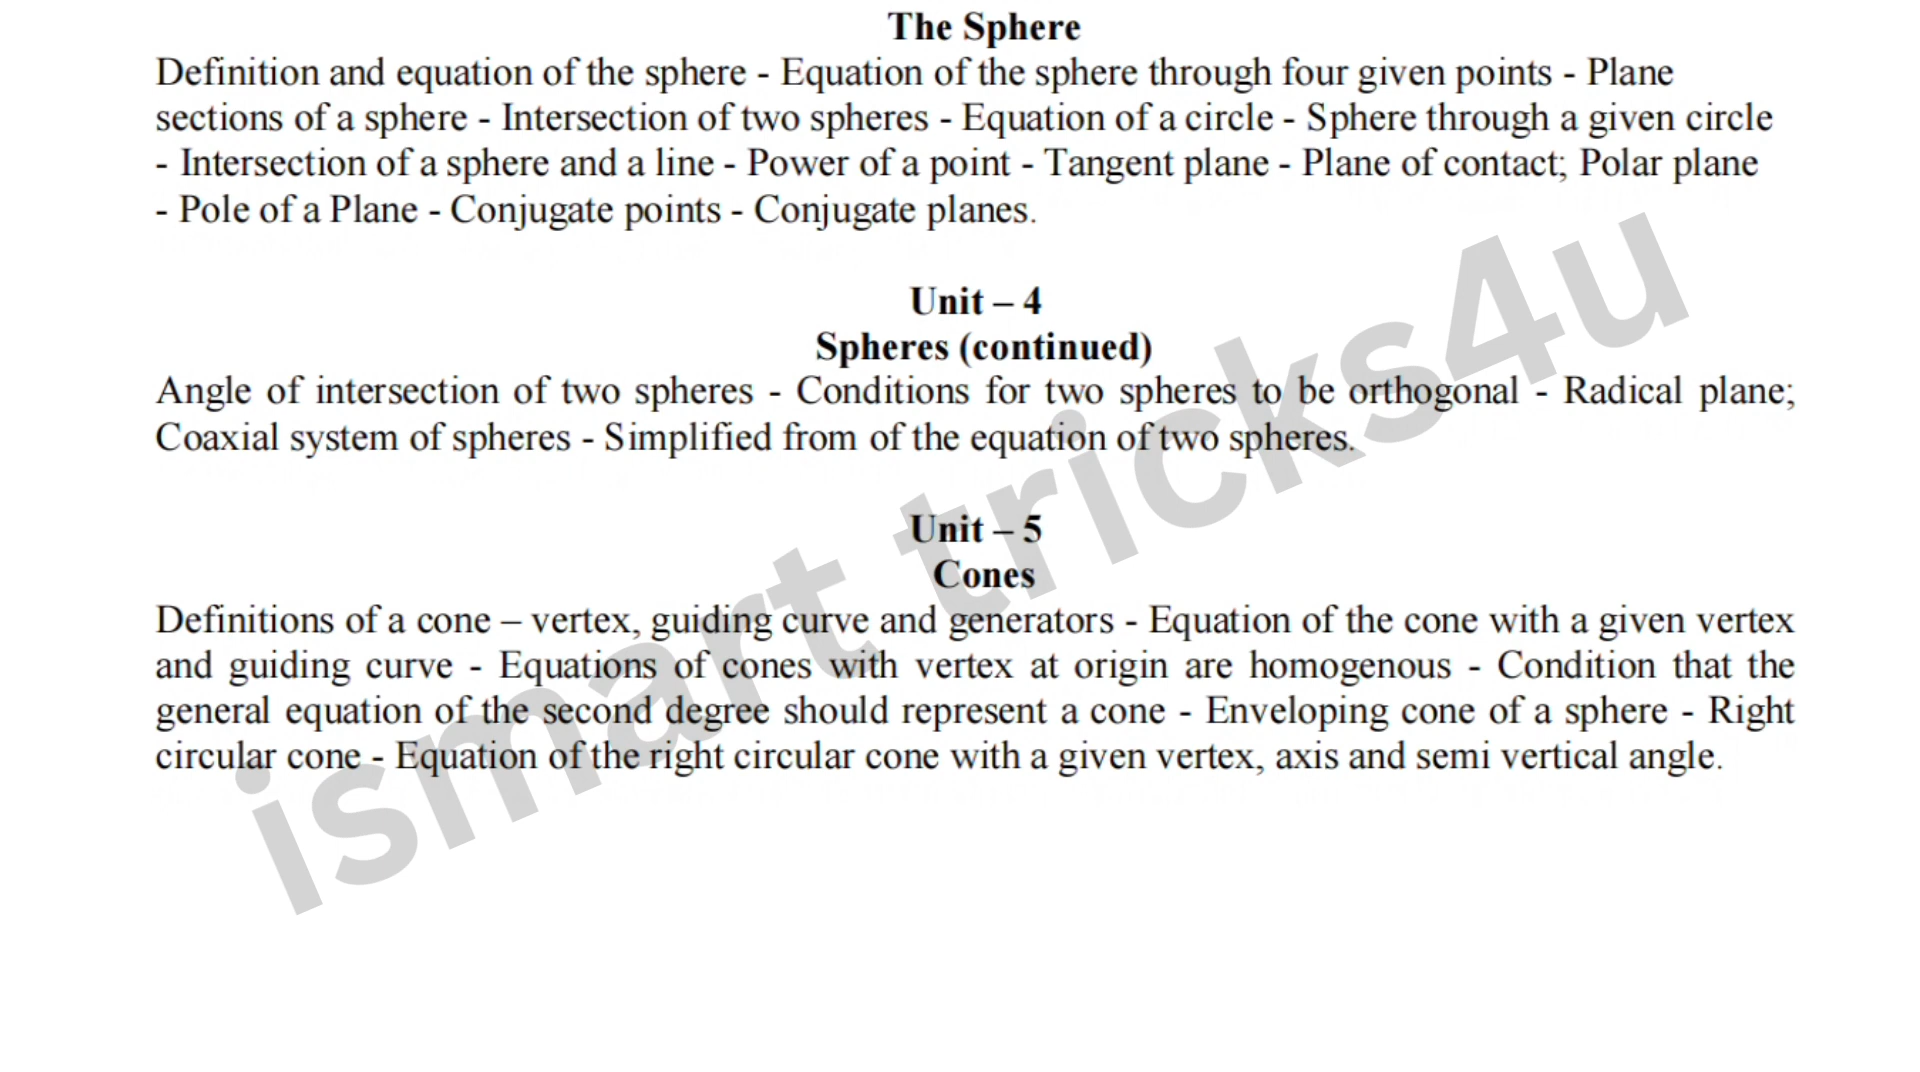 The Sphere
Definition and equation of the sphere - Equation of the sphere through four given points - Plane
sections of a sphere - Intersection of two spheres - Equation of a circle - Sphere through a given circle
- Intersection of a sphere and a line - Power of a point - Tangent plane - Plane of contact; Polar plane
- Pole of a Plane - Conjugate points - Conjugate planes.
Unit – 4
Spheres (continued)
Angle of intersection of two spheres - Conditions for two spheres to be orthogonal - Radical plane;
Coaxial system of spheres - Simplified from of the equation of two spheres.
Unit – 5
Cones
Definitions of a cone – vertex, guiding curve and generators - Equation of the cone with a given vertex
and guiding curve - Equations of cones with vertex at origin are homogenous - Condition that the
general equation of the second degree should represent a cone - Enveloping cone of a sphere - Right
circular cone - Equation of the right circular cone with a given vertex, axis and semi vertical angle.
ismart tricks4u